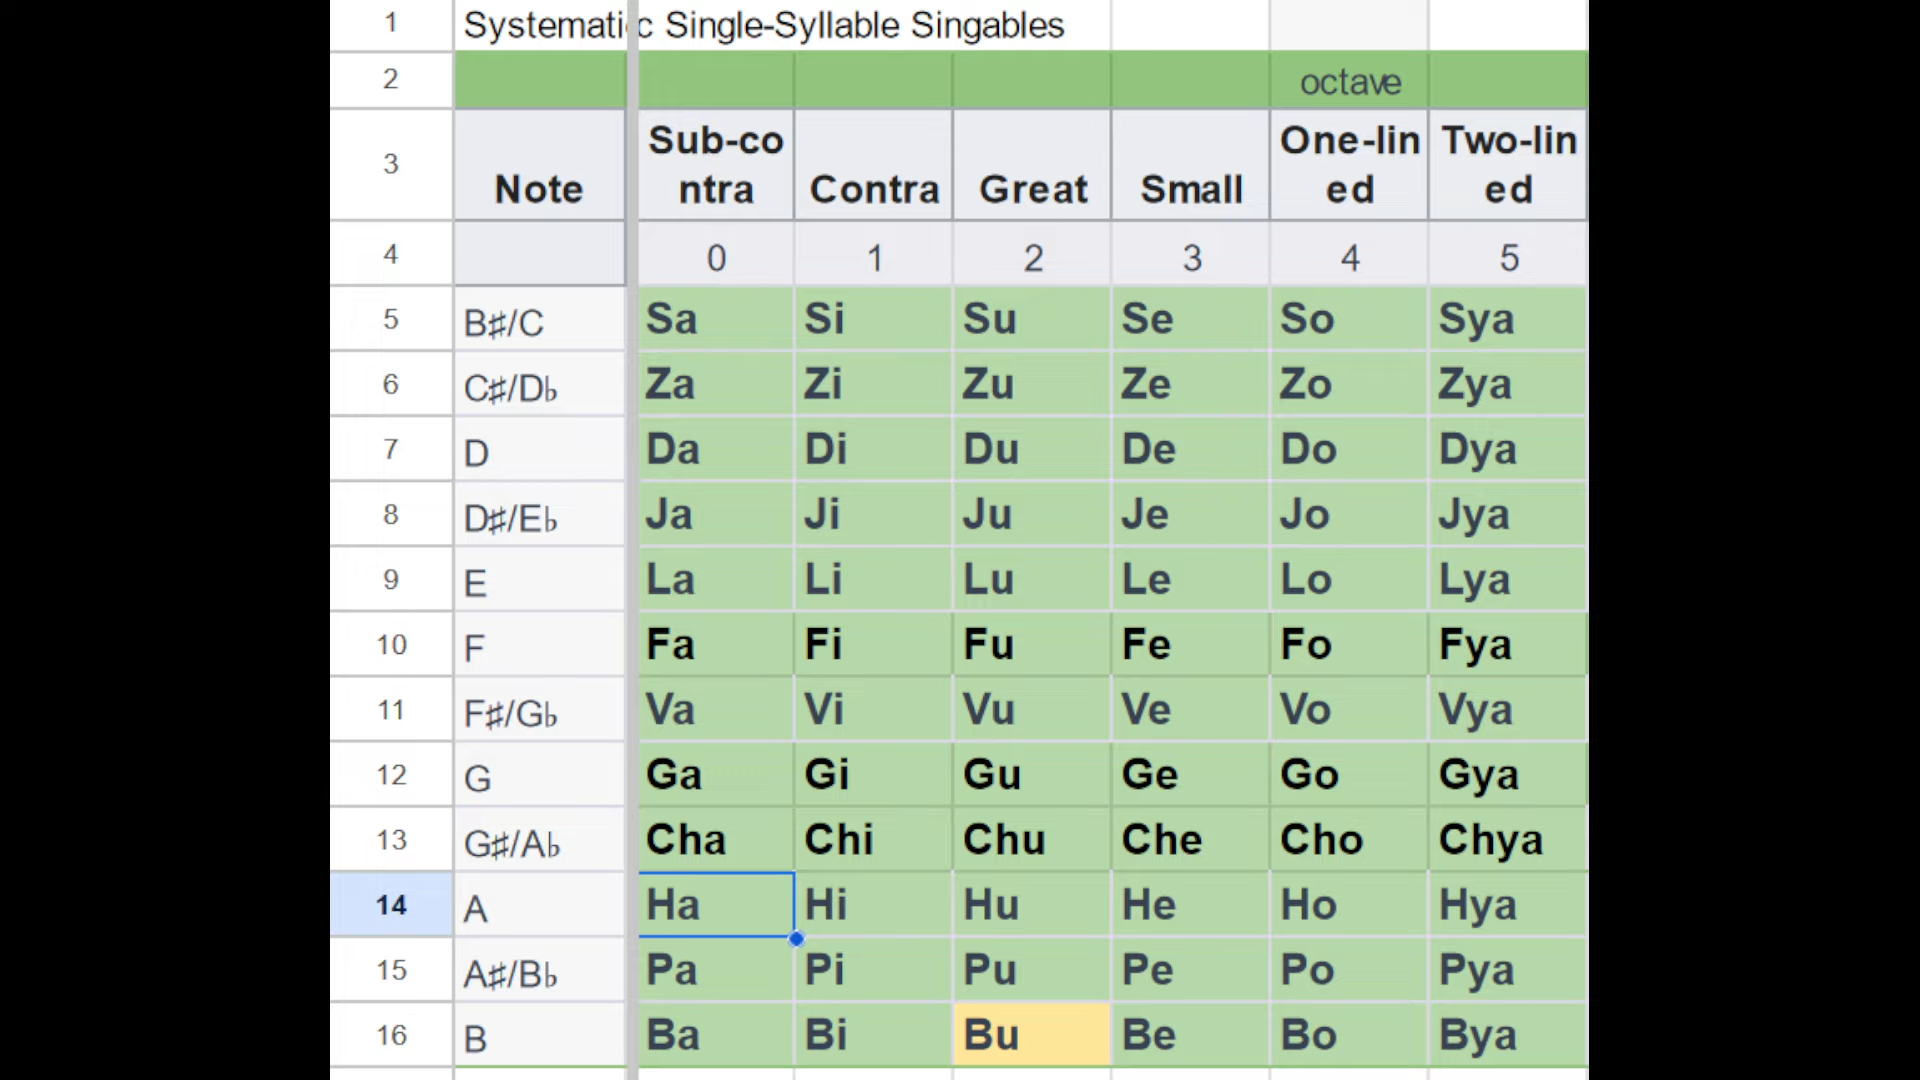 1 Systematic Single-Syllable Singables
2 octave
3 Note Sub-contra Contra Great Small One-lined Two-lined
4 0 1 2 3 4 5
5 B♯/C Sa Si Su Se So Sya
6 C♯/D♭ Za Zi Zu Ze Zo Zya
7 D Da Di Du De Do Dya
8 D♯/E♭ Ja Ji Ju Je Jo Jya
9 E La Li Lu Le Lo Lya
10 F Fa Fi Fu Fe Fo Fya
11 F♯/G♭ Va Vi Vu Ve Vo Vya
12 G Ga Gi Gu Ge Go Gya
13 G♯/A♭ Cha Chi Chu Che Cho Chya
14 A Ha Hi Hu He Ho Hya
15 A♯/B♭ Pa Pi Pu Pe Po Pya
16 B Ba Bi Bu Be Bo Bya